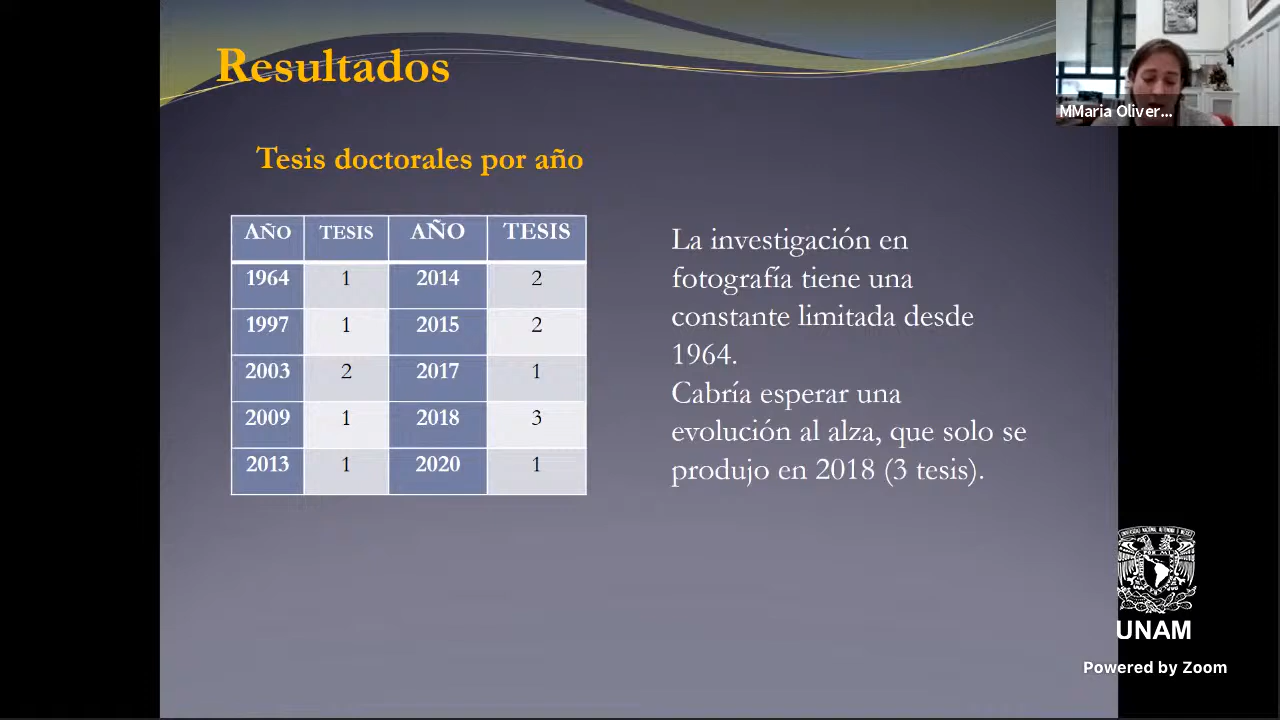 Resultados
MMaria Oliver...
Tesis doctorales por año
AÑO TESIS AÑO TESIS
1964 1 2014 2
1997 1 2015 2
2003 2 2017 1
2009 1 2018 3
2013 1 2020 1
La investigación en
fotografía tiene una
constante limitada desde
1964.
Cabría esperar una
evolución al alza, que solo se
produjo en 2018 (3 tesis).
UNAM
Powered by Zoom